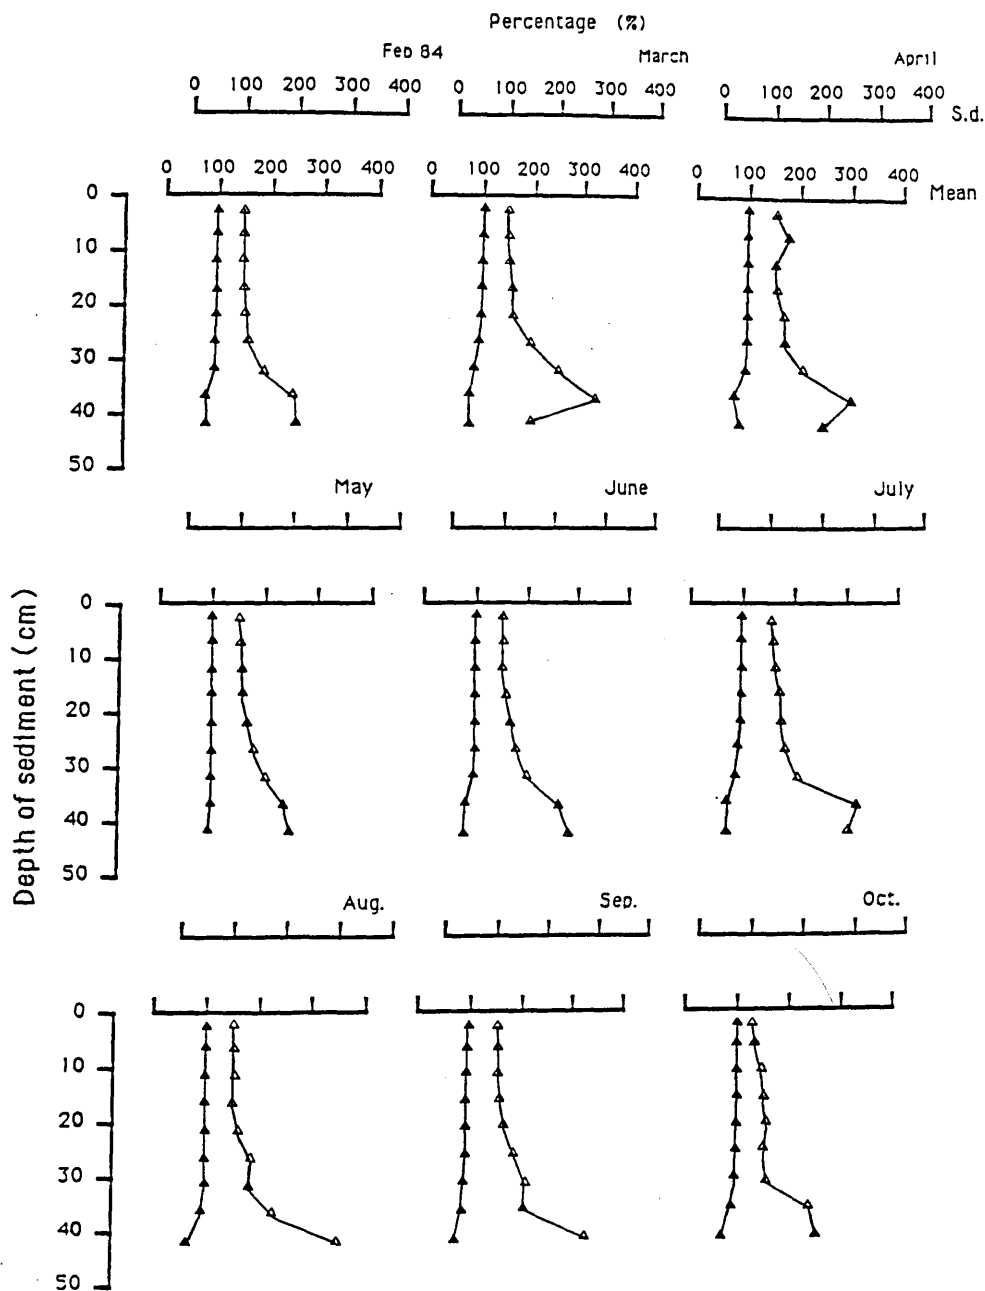 Percentage (%)
Feb 84 March April
0 100 200 300 400 0 100 200 300 400 0 100 200 300 400 S.d.
0 100 200 300 400 0 100 200 300 400 0 100 200 300 400 Mean
0
10
20
30
40
50
May June July
Depth of sediment (cm)
0
10
20
30
40
50
Aug. Sep. Oct.
0
10
20
30
40
50